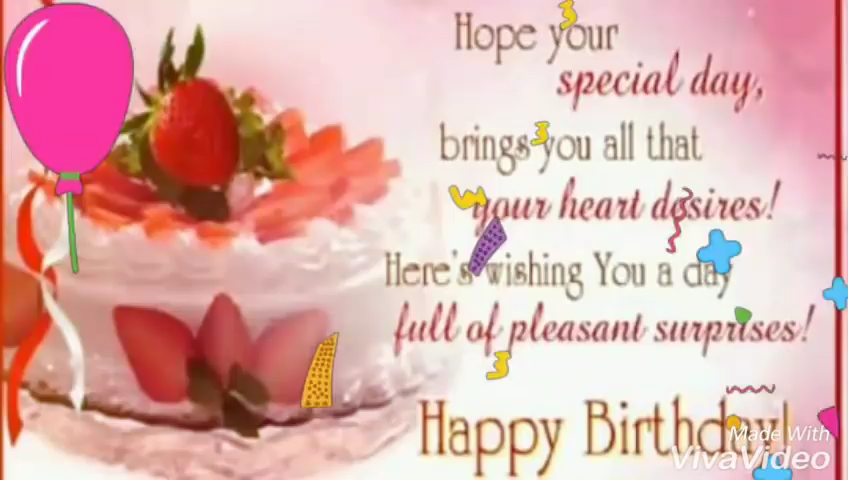 Hope your
special day,
brings you all that
your heart desires!
Here's wishing You a day
full of pleasant surprises!
Happy Birthday!
Made With
VivaVideo